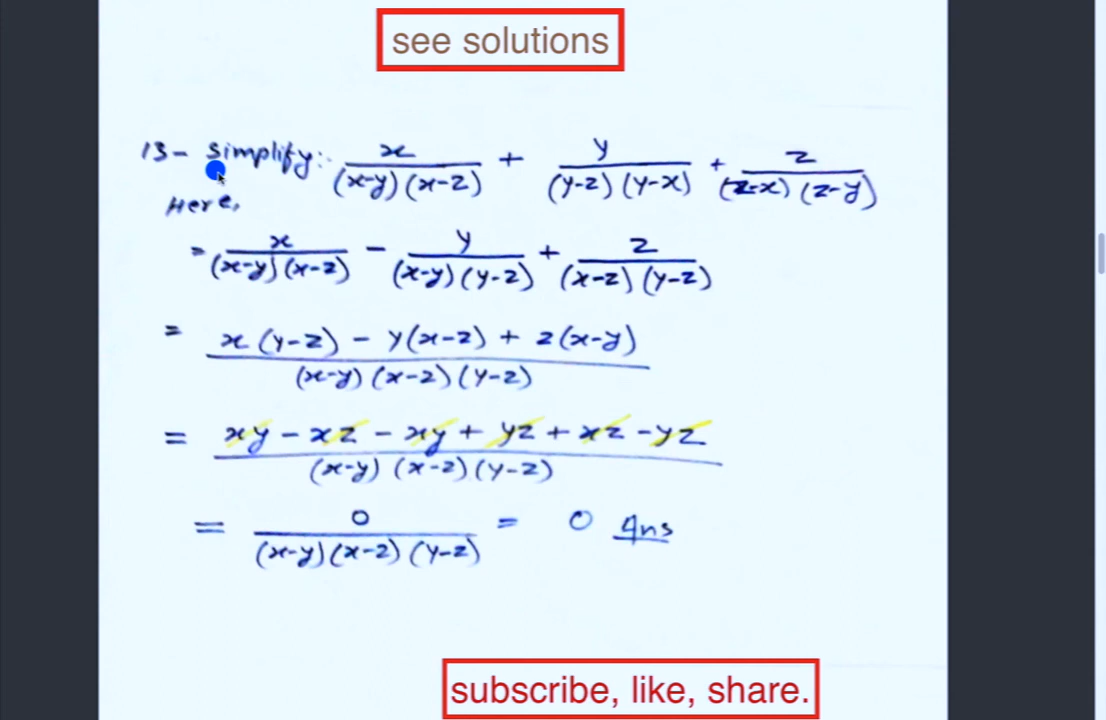 see solutions
13- Simplify:- x/((x-y)(x-z)) + y/((y-z)(y-x)) + z/((z-x)(z-y))
Here,
= x/((x-y)(x-z)) - y/((x-y)(y-z)) + z/((x-z)(y-z))
= (x(y-z) - y(x-z) + z(x-y))/((x-y)(x-z)(y-z))
= (xy - xz - xy + yz + xz - yz)/((x-y)(x-z)(y-z))
= 0/((x-y)(x-z)(y-z)) = 0 Ans
subscribe, like, share.